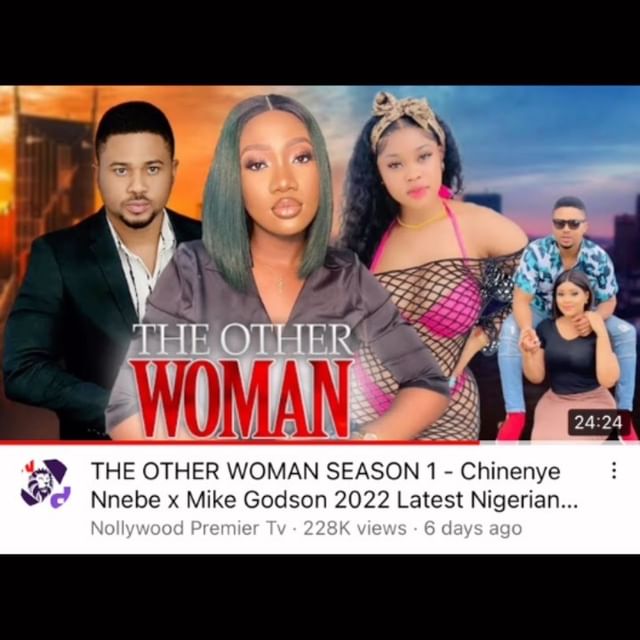 THE OTHER
WOMAN
24:24
THE OTHER WOMAN SEASON 1 - Chinenye
Nnebe x Mike Godson 2022 Latest Nigerian...
Nollywood Premier Tv · 228K views · 6 days ago